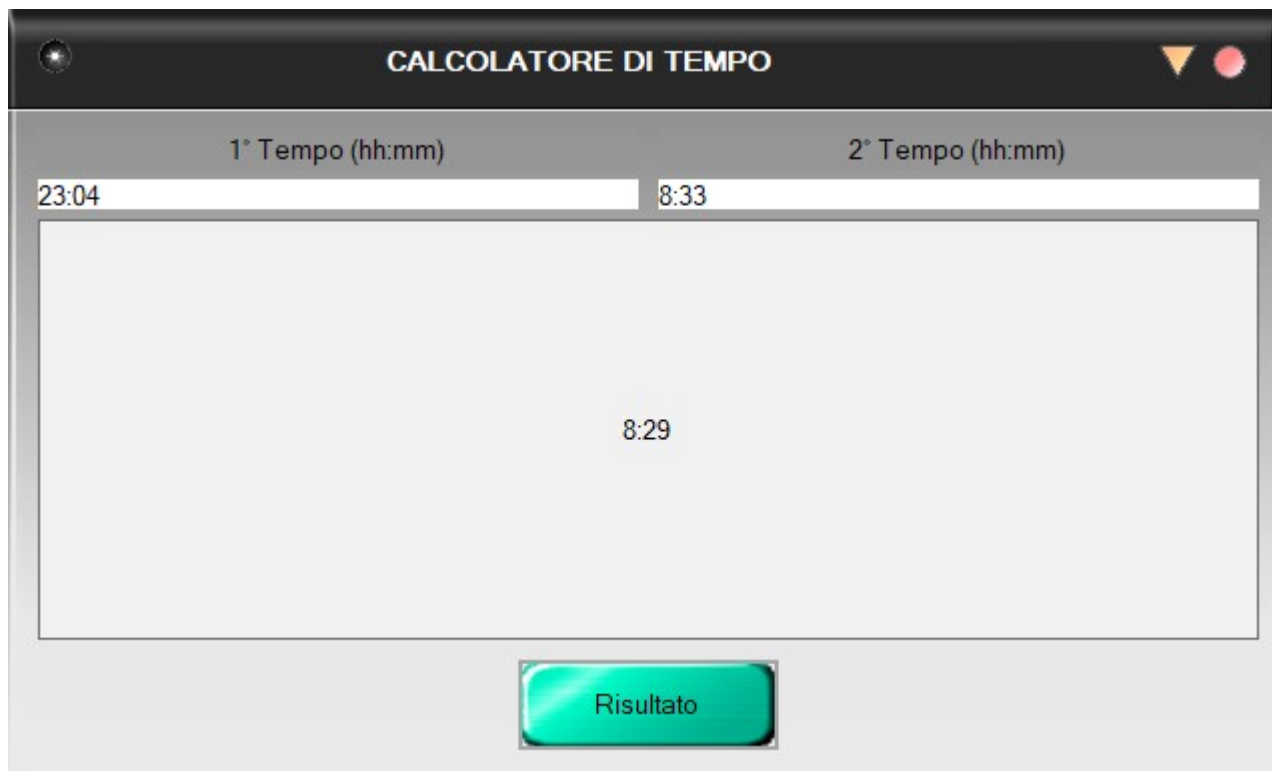 CALCOLATORE DI TEMPO
1° Tempo (hh:mm)
2° Tempo (hh:mm)
23:04
8:33
8:29
Risultato